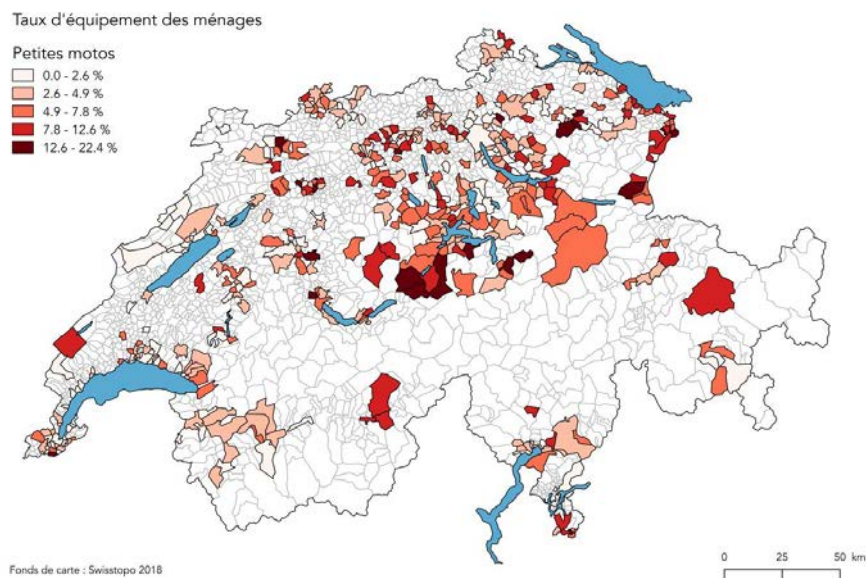 Taux d'équipement des ménages
Petites motos
0.0 - 2.6 %
2.6 - 4.9 %
4.9 - 7.8 %
7.8 - 12.6 %
12.6 - 22.4 %
Fonds de carte : Swisstopo 2018
0 25 50 km